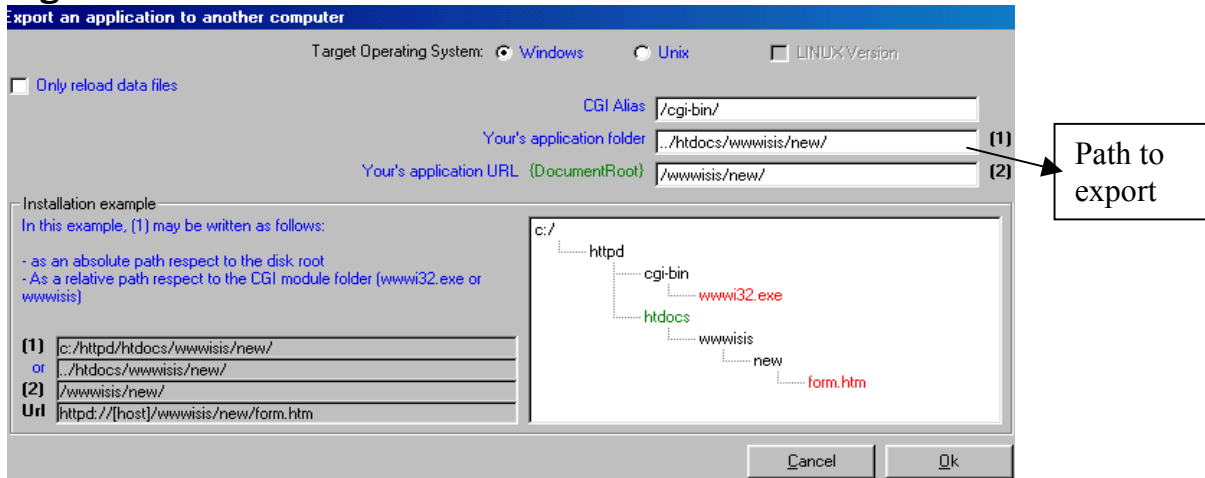 Export an application to another computer
Target Operating System: Windows Unix LINUX Version
Only reload data files
CGI Alias /cgi-bin/
Your's application folder ../htdocs/wwwisis/new/ (1)
Your's application URL {DocumentRoot} /wwwisis/new/ (2)
Path to
export
Installation example
In this example, (1) may be written as follows:
- as an absolute path respect to the disk root
- As a relative path respect to the CGI module folder (wwwi32.exe or
wwwisis)
(1) c:/httpd/htdocs/wwwisis/new/
or ../htdocs/wwwisis/new/
(2) /wwwisis/new/
Url httpd://[host]/wwwisis/new/form.htm
c:/
httpd
cgi-bin
wwwi32.exe
htdocs
wwwisis
new
form.htm
Cancel Ok